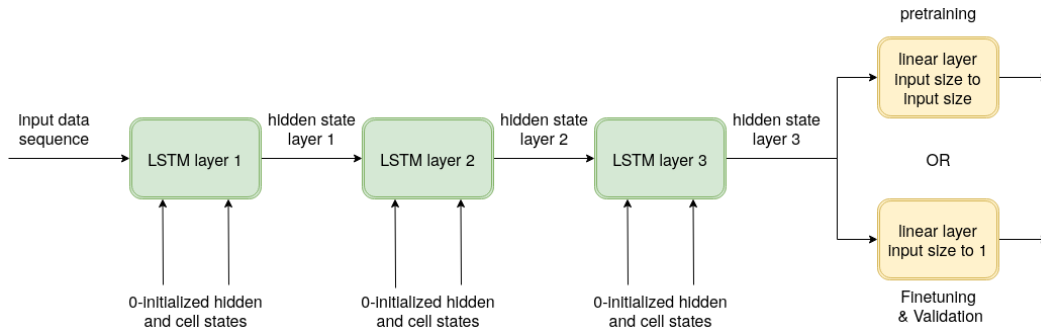 pretraining
linear layer
input size to
input size
input data
sequence
LSTM layer 1
hidden state
layer 1
LSTM layer 2
hidden state
layer 2
LSTM layer 3
hidden state
layer 3
OR
linear layer
input size to 1
0-initialized hidden
and cell states
0-initialized hidden
and cell states
0-initialized hidden
and cell states
Finetuning
& Validation